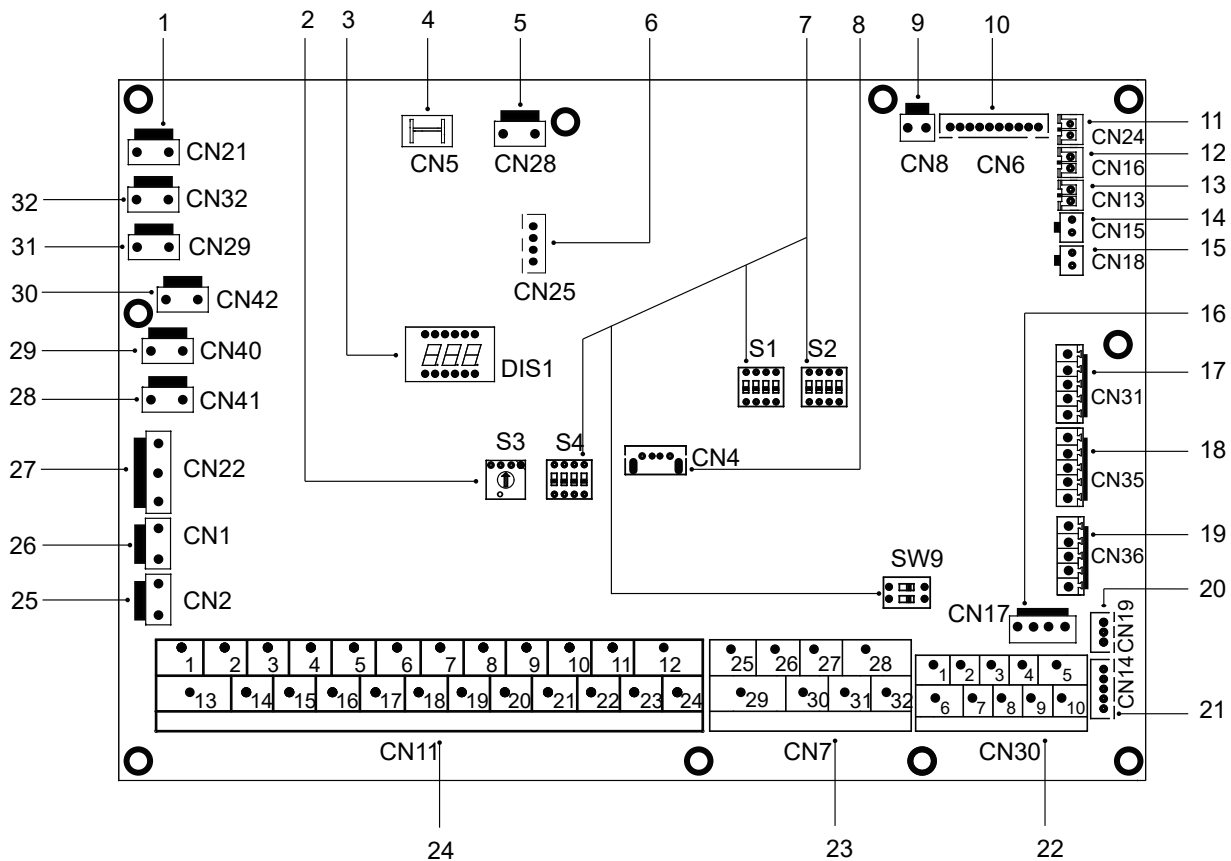 1 2 3 4 5 6 7 8 9 10
CN21
CN5
CN28
CN8
CN6
11
CN24
12
CN16
13
CN13
14
CN15
15
CN18
32
CN32
31
CN29
30
CN42
CN25
16
29
CN40
DIS1
S1
S2
17
CN31
28
CN41
27
CN22
S3
S4
CN4
18
CN35
2
26
CN1
19
CN36
SW9
25
CN2
20
CN17
CN19
1 2 3 4 5 6 7 8 9 10 11 12
25 26 27 28
1 2 3 4 5
CN14
13 14 15 16 17 18 19 20 21 22 23 24
29 30 31 32
6 7 8 9 10
21
CN11
CN7
CN30
24
23
22